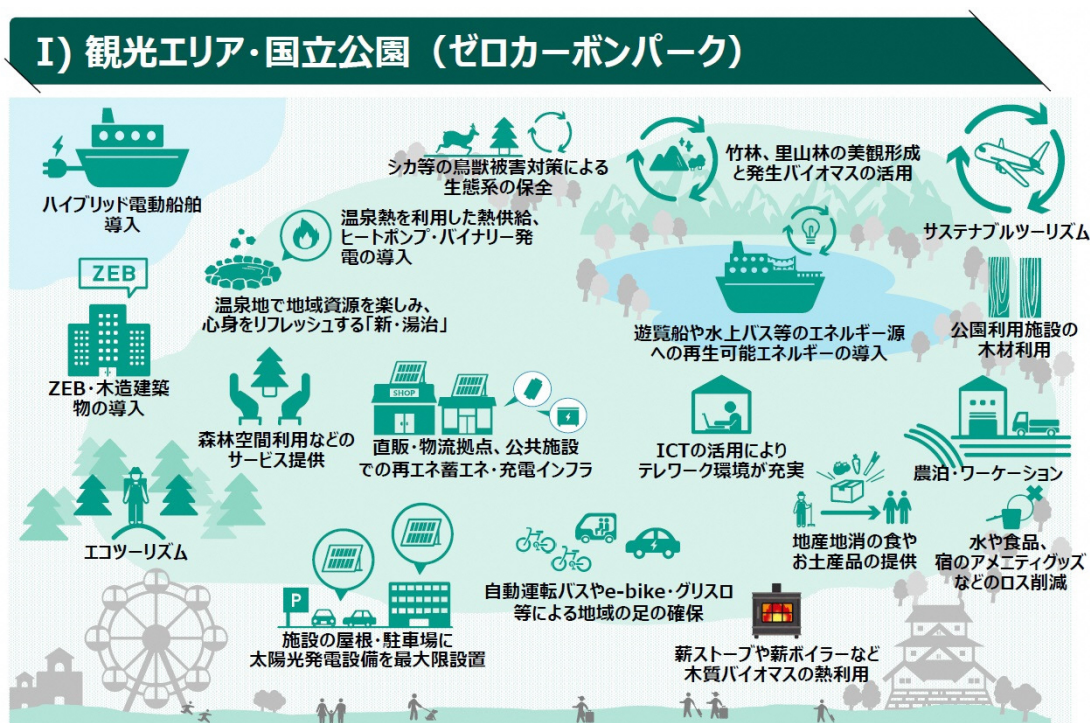 I) 観光エリア・国立公園（ゼロカーボンパーク）
ハイブリッド電動船舶
導入
シカ等の鳥獣被害対策による
生態系の保全
竹林、里山林の美観形成
と発生バイオマスの活用
サステナブルツーリズム
温泉熱を利用した熱供給、
ヒートポンプ・バイナリー発
電の導入
温泉地で地域資源を楽しみ、
心身をリフレッシュする「新・湯治」
ZEB
ZEB・木造建築
物の導入
遊覧船や水上バス等のエネルギー源
への再生可能エネルギーの導入
公園利用施設の
木材利用
森林空間利用などの
サービス提供
SHOP
直販・物流拠点、公共施設
での再エネ蓄エネ・充電インフラ
ICTの活用により
テレワーク環境が充実
農泊・ワーケーション
エコツーリズム
地産地消の食や
お土産品の提供
水や食品、
宿のアメニティグッズ
などのロス削減
P
施設の屋根・駐車場に
太陽光発電設備を最大限設置
自動運転バスやe-bike・グリスロ
等による地域の足の確保
薪ストーブや薪ボイラーなど
木質バイオマスの熱利用